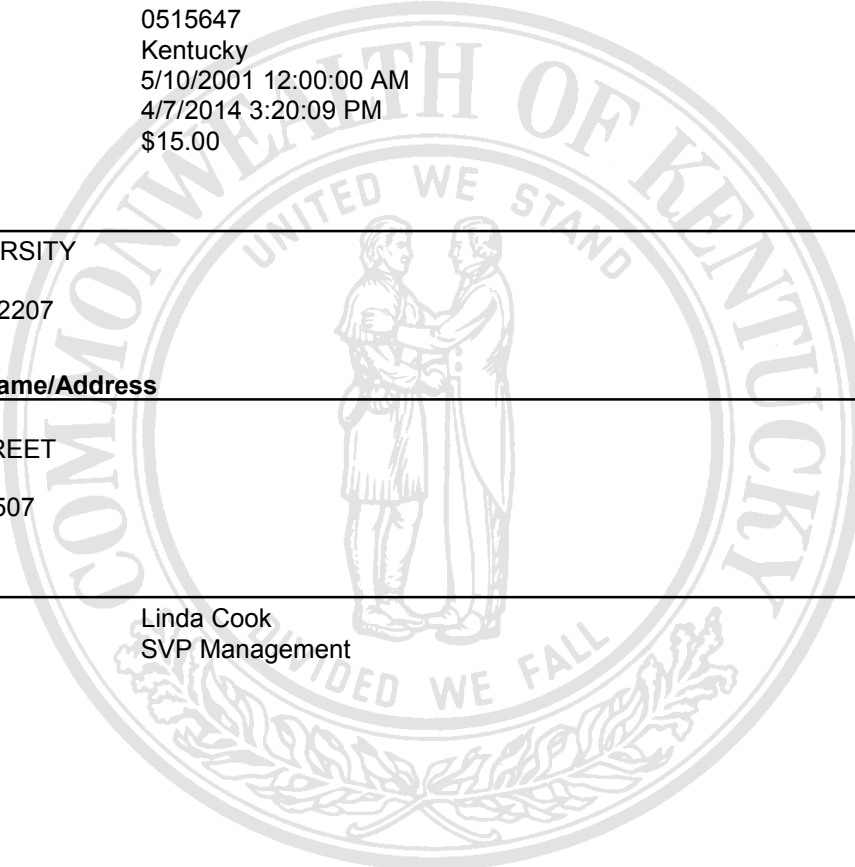 0515647
Kentucky
5/10/2001 12:00:00 AM
4/7/2014 3:20:09 PM
$15.00
COMMONWEALTH OF KENTUCKY
UNITED WE STAND
RSITY
2207
ame/Address
REET
507
Linda Cook
SVP Management
DIVIDED WE FALL